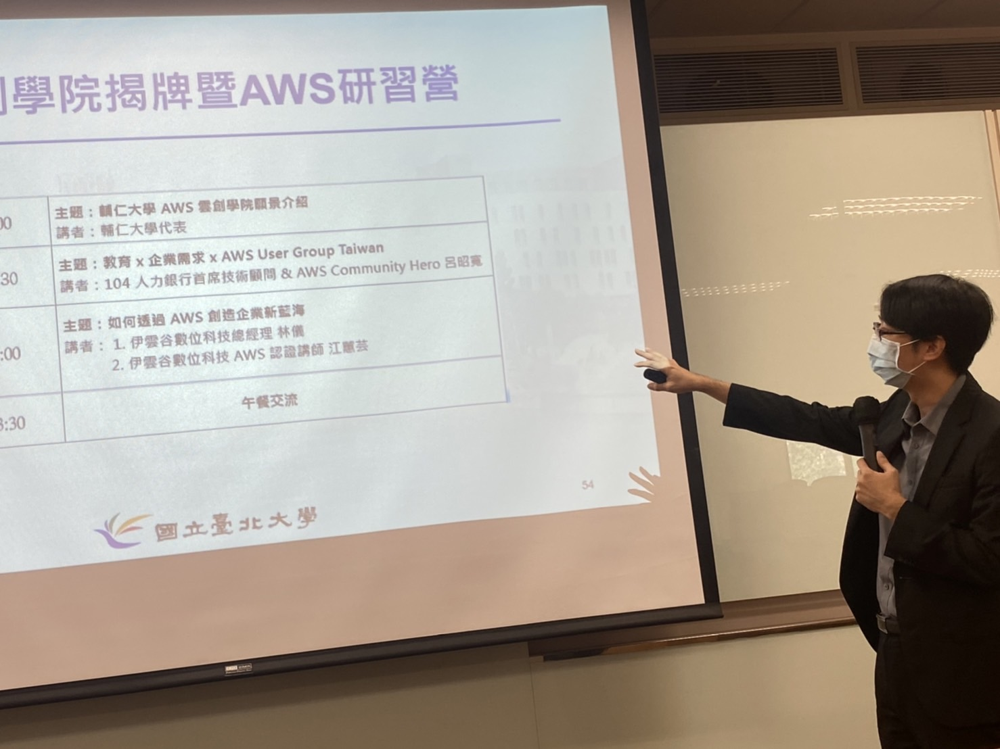 學院揭牌暨AWS研習營
00
主題：輔仁大學 AWS 雲創學院願景介紹
講者：輔仁大學代表
30
主題：教育 x 企業需求 x AWS User Group Taiwan
講者：104 人力銀行首席技術顧問 & AWS Community Hero 呂昭寬
:00
主題：如何透過 AWS 創造企業新藍海
講者： 1. 伊雲谷數位科技總經理 林儀
2. 伊雲谷數位科技 AWS 認證講師 江蕙芸
3:30
午餐交流
54
國立臺北大學